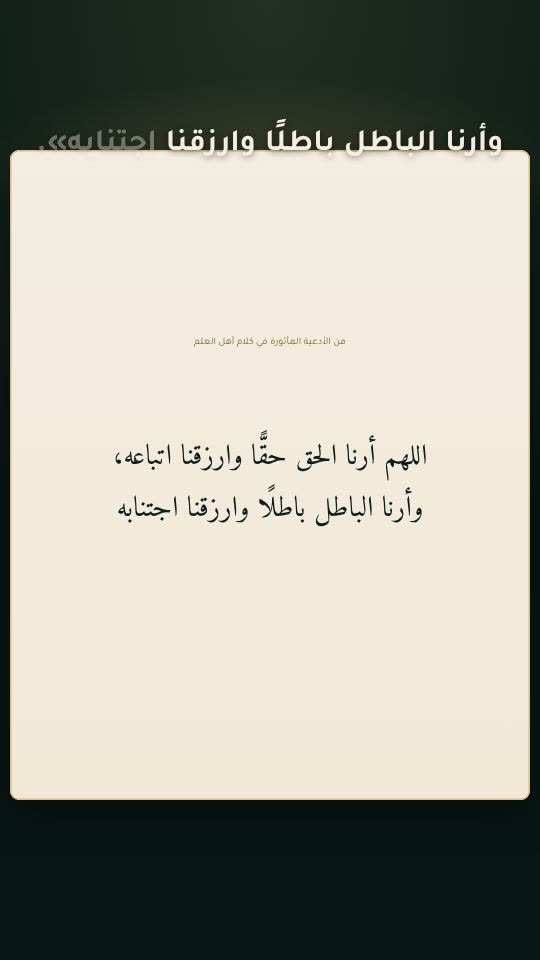 وأرنا الباطل باطلًا وارزقنا اجتنابه».
من الأدعية المأثورة في كلام أهل العلم
اللهم أرنا الحق حقًّا وارزقنا اتباعه،
وأرنا الباطل باطلًا وارزقنا اجتنابه